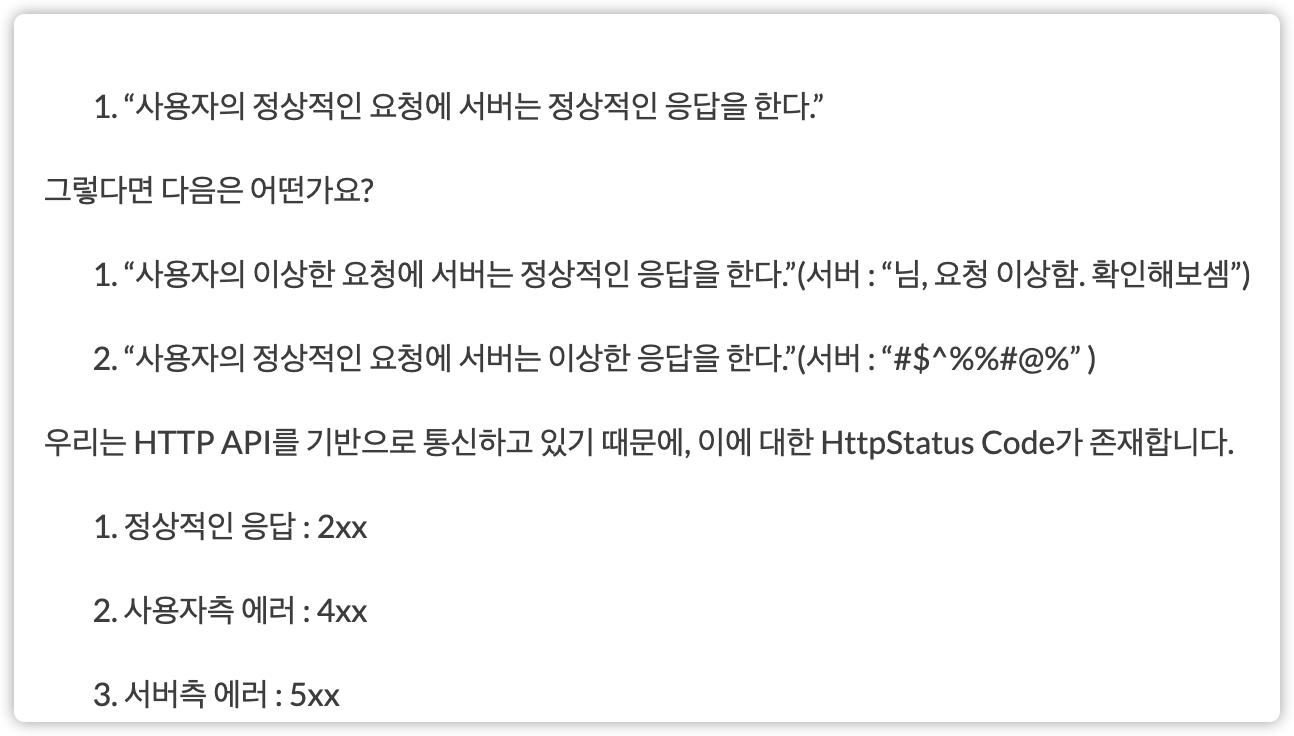 1. “사용자의 정상적인 요청에 서버는 정상적인 응답을 한다.”
그렇다면 다음은 어떤가요?
1. “사용자의 이상한 요청에 서버는 정상적인 응답을 한다.”(서버 : “님, 요청 이상함. 확인해보셈”)
2. “사용자의 정상적인 요청에 서버는 이상한 응답을 한다.”(서버 : “#$^%%#@%” )
우리는 HTTP API를 기반으로 통신하고 있기 때문에, 이에 대한 HttpStatus Code가 존재합니다.
1. 정상적인 응답 : 2xx
2. 사용자측 에러 : 4xx
3. 서버측 에러 : 5xx